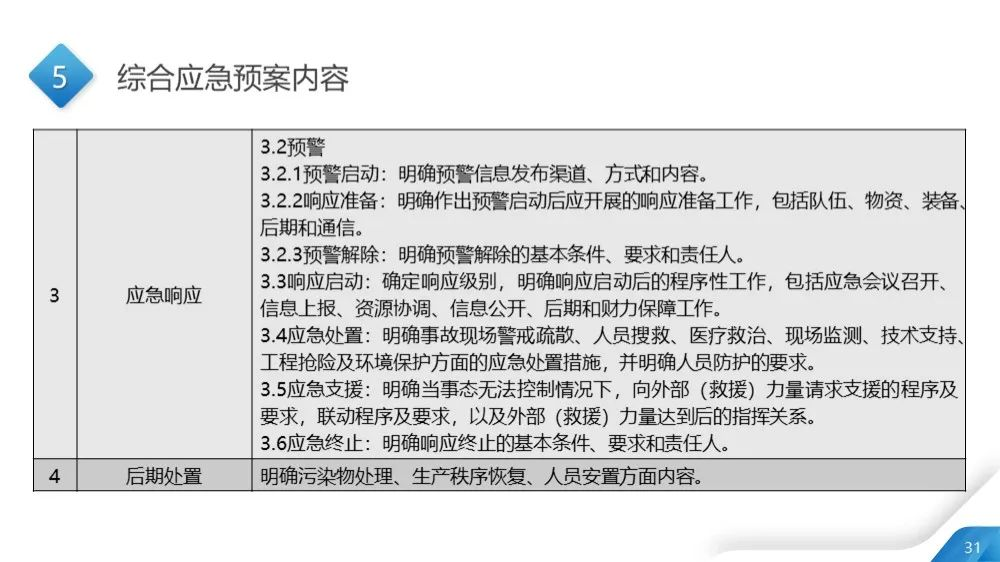 5
综合应急预案内容
3.2预警
3.2.1预警启动：明确预警信息发布渠道、方式和内容。
3.2.2响应准备：明确作出预警启动后应开展的响应准备工作，包括队伍、物资、装备、
后期和通信。
3.2.3预警解除：明确预警解除的基本条件、要求和责任人。
3 应急响应
3.3响应启动：确定响应级别，明确响应启动后的程序性工作，包括应急会议召开、
信息上报、资源协调、信息公开、后期和财力保障工作。
3.4应急处置：明确事故现场警戒疏散、人员搜救、医疗救治、现场监测、技术支持、
工程抢险及环境保护方面的应急处置措施，并明确人员防护的要求。
3.5应急支援：明确当事态无法控制情况下，向外部（救援）力量请求支援的程序及
要求，联动程序及要求，以及外部（救援）力量达到后的指挥关系。
3.6应急终止：明确响应终止的基本条件、要求和责任人。
4 后期处置 明确污染物处理、生产秩序恢复、人员安置方面内容。
31